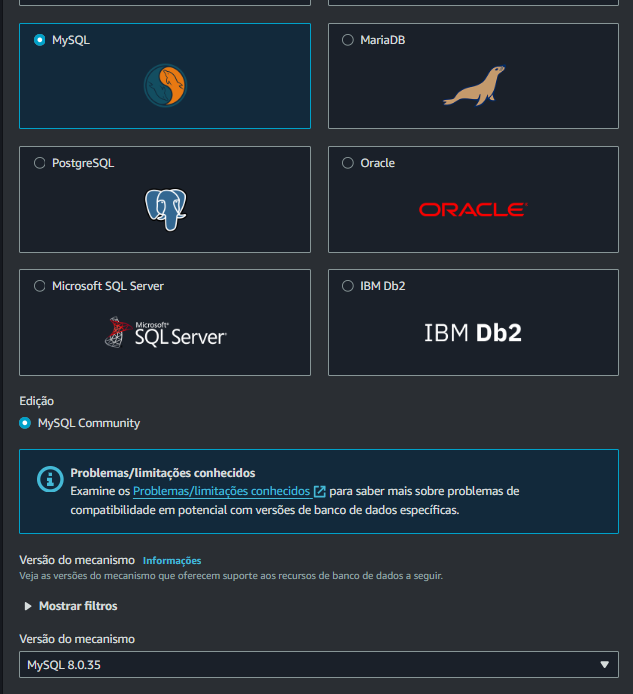 MySQL
MariaDB
PostgreSQL
Oracle
ORACLE
Microsoft SQL Server
IBM Db2
Microsoft
SQL Server
IBM Db2
Edição
MySQL Community
Problemas/limitações conhecidos
Examine os Problemas/limitações conhecidos para saber mais sobre problemas de
compatibilidade em potencial com versões de banco de dados específicas.
Versão do mecanismo Informações
Veja as versões do mecanismo que oferecem suporte aos recursos de banco de dados a seguir.
Mostrar filtros
Versão do mecanismo
MySQL 8.0.35